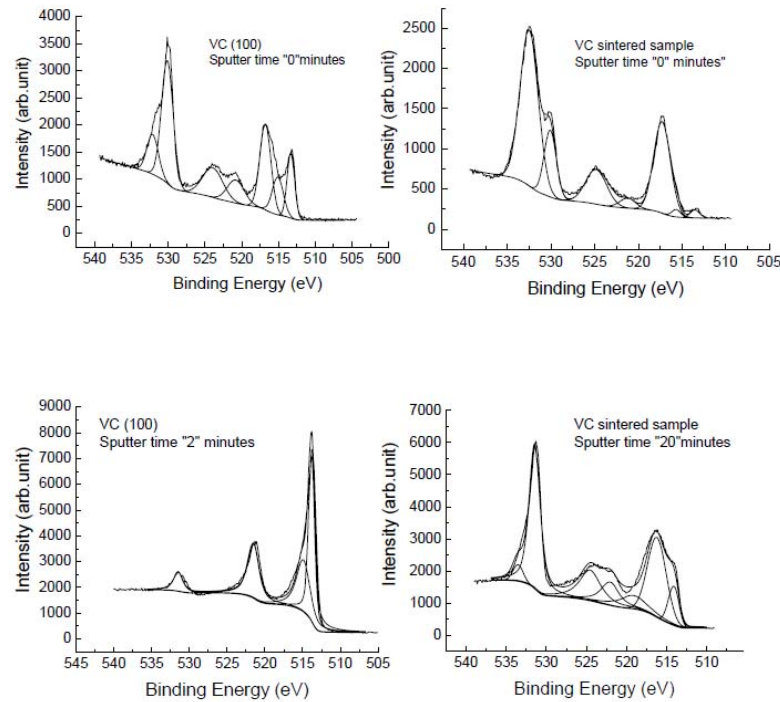 VC (100)
Sputter time "0"minutes
Intensity (arb.unit)
4000
3500
3000
2500
2000
1500
1000
500
0
540 535 530 525 520 515 510 505 500
Binding Energy (eV)
VC sintered sample
Sputter time "0" minutes"
Intensity (arb.unit)
2500
2000
1500
1000
500
0
540 535 530 525 520 515 510 505
Binding Energy (eV)
VC (100)
Sputter time "2" minutes
Intensity (arb.unit)
9000
8000
7000
6000
5000
4000
3000
2000
1000
0
545 540 535 530 525 520 515 510 505
Binding Energy (eV)
VC sintered sample
Sputter time "20"minutes
Intensity (arb.unit)
7000
6000
5000
4000
3000
2000
1000
0
540 530 520 510
Binding Energy (eV)